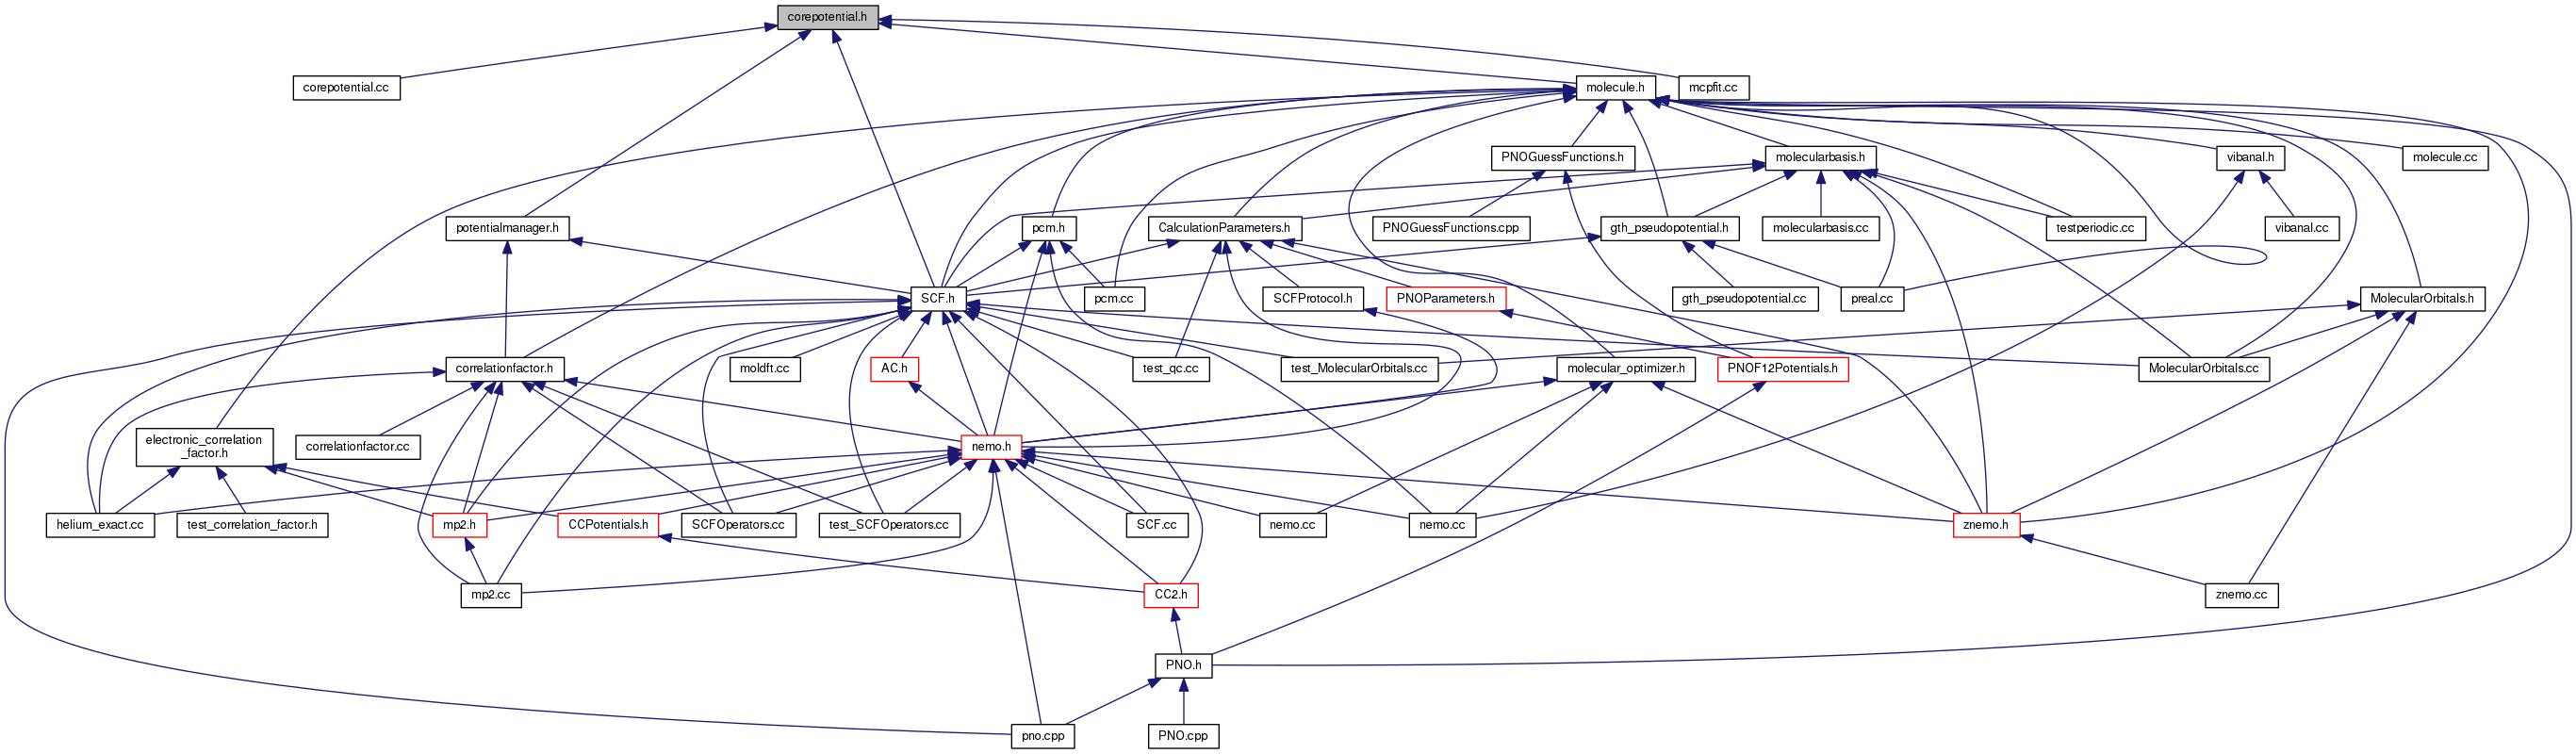 corepotential.h
corepotential.cc
molecule.h
mcpfit.cc
PNOGuessFunctions.h
molecularbasis.h
vibanal.h
molecule.cc
potentialmanager.h
pcm.h
CalculationParameters.h
PNOGuessFunctions.cpp
gth_pseudopotential.h
molecularbasis.cc
testperiodic.cc
vibanal.cc
SCF.h
pcm.cc
SCFProtocol.h
PNOParameters.h
gth_pseudopotential.cc
preal.cc
MolecularOrbitals.h
correlationfactor.h
moldft.cc
AC.h
test_qc.cc
test_MolecularOrbitals.cc
molecular_optimizer.h
PNOF12Potentials.h
MolecularOrbitals.cc
electronic_correlation
_factor.h
correlationfactor.cc
nemo.h
helium_exact.cc
test_correlation_factor.h
mp2.h
CCPotentials.h
SCFOperators.cc
test_SCFOperators.cc
SCF.cc
nemo.cc
nemo.cc
znemo.h
mp2.cc
CC2.h
znemo.cc
PNO.h
pno.cpp
PNO.cpp